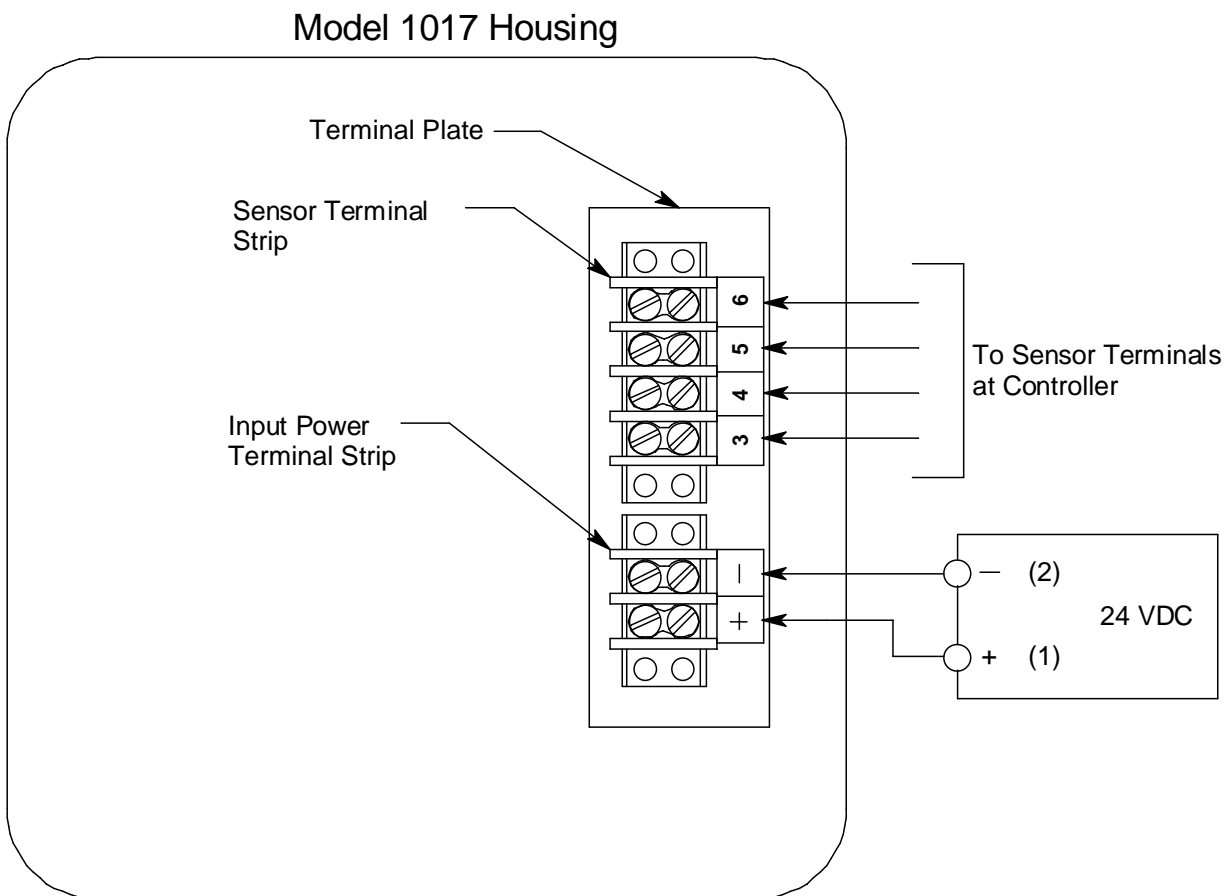 Model 1017 Housing
Terminal Plate
Sensor Terminal
Strip
6
5
4
3
To Sensor Terminals
at Controller
Input Power
Terminal Strip
–
+
– (2)
24 VDC
+ (1)